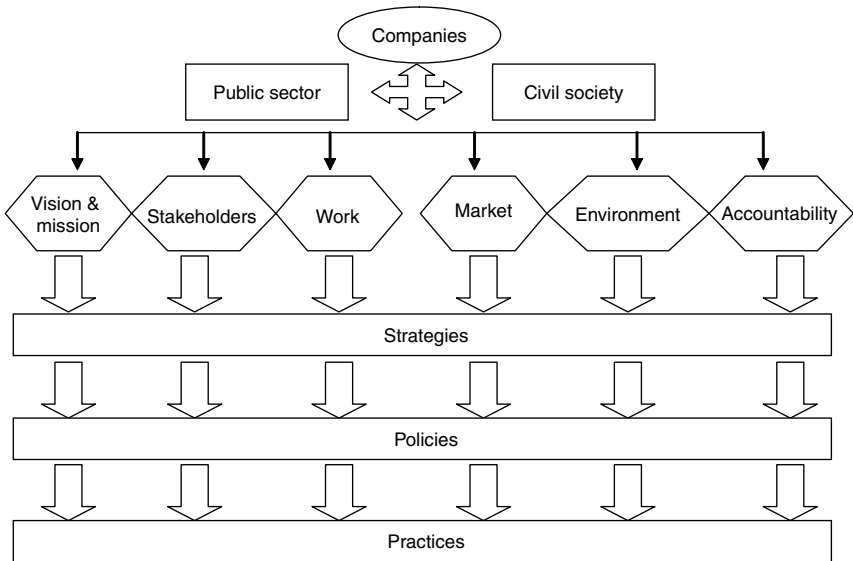 Companies
Public sector
Civil society
Vision &
mission
Stakeholders
Work
Market
Environment
Accountability
Strategies
Policies
Practices